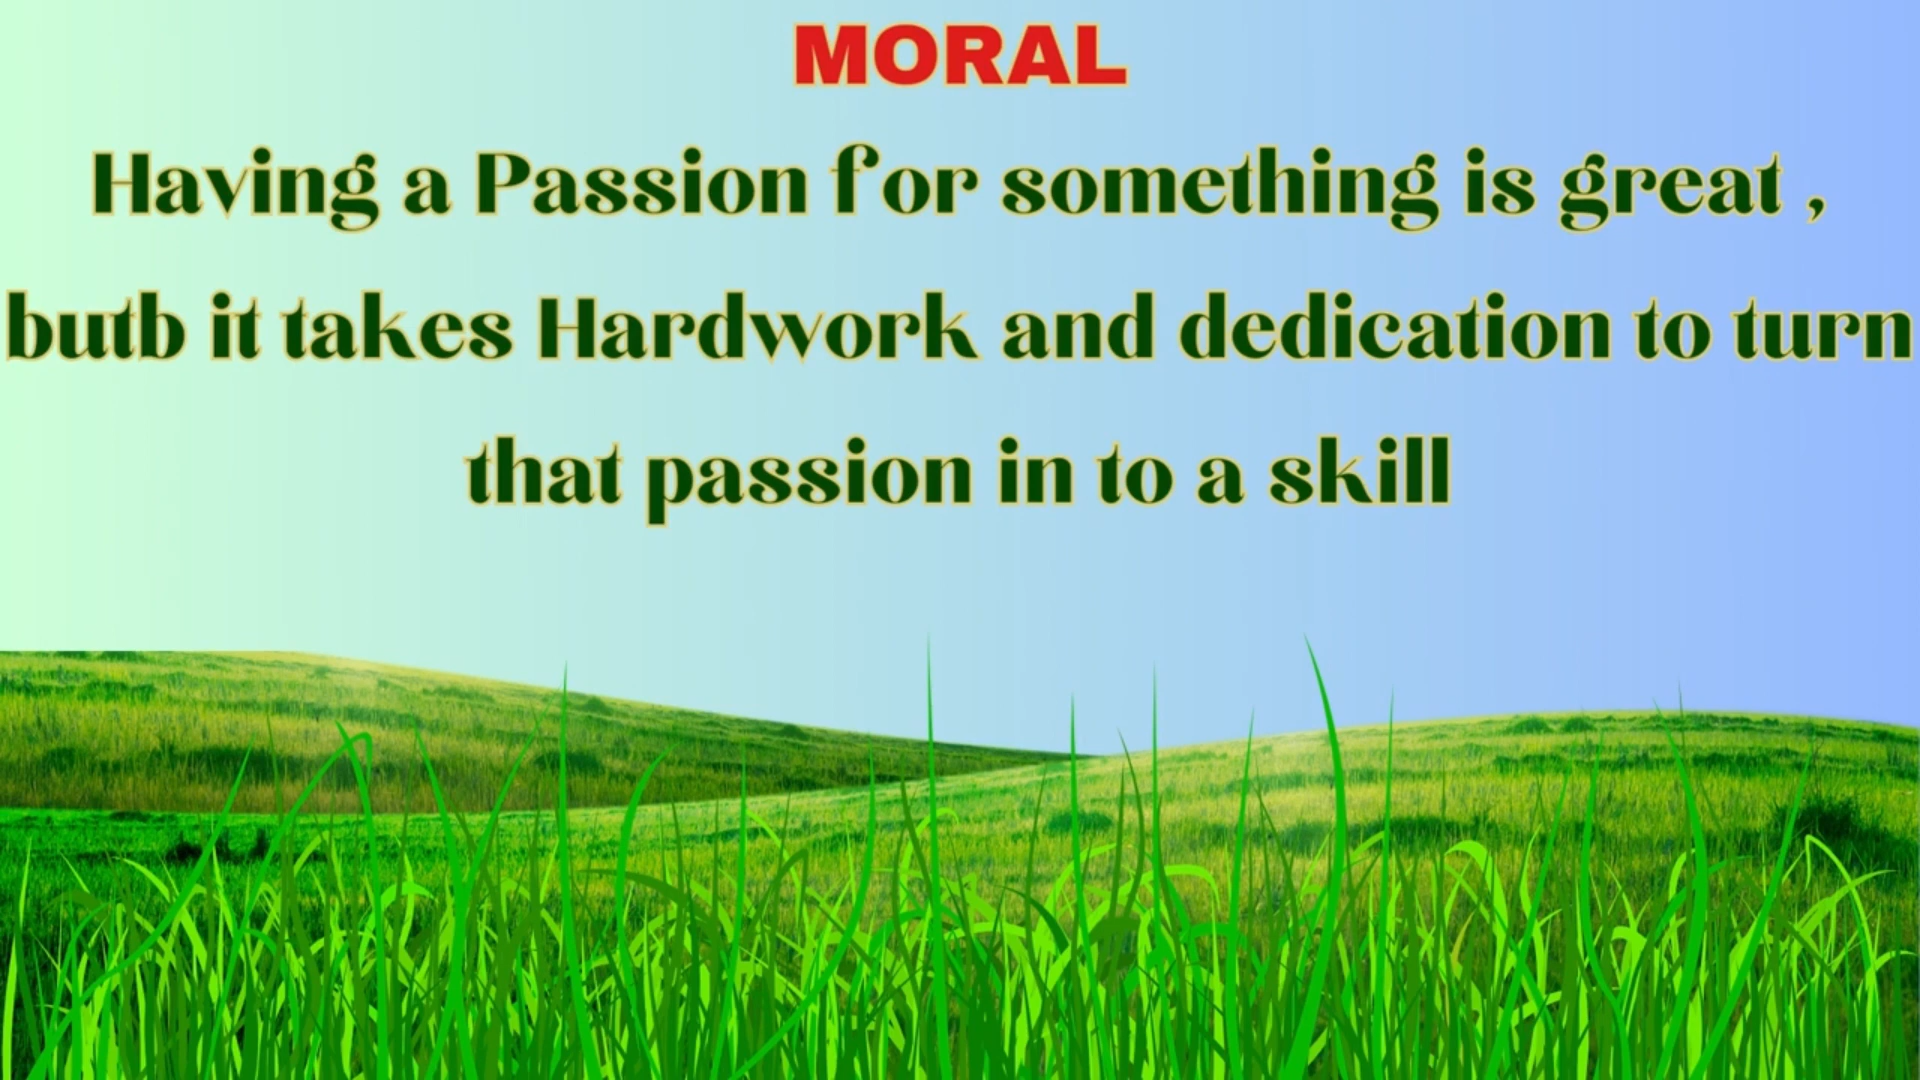 MORAL
Having a Passion for something is great ,
butb it takes Hardwork and dedication to turn
that passion in to a skill